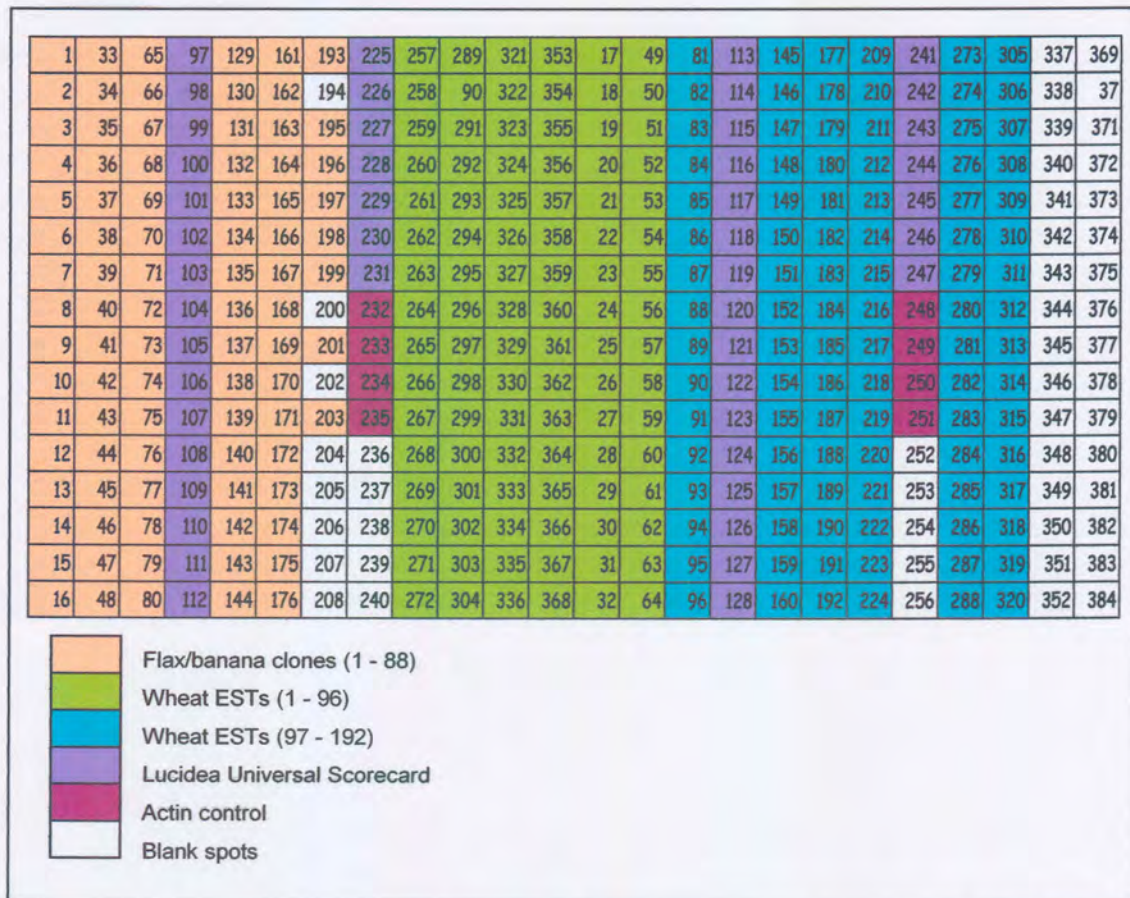 1 33 65 97 129 161 193 225 257 289 321 353 17 49 81 113 145 177 209 241 273 305 337 369
2 34 66 98 130 162 194 226 258 90 322 354 18 50 82 114 146 178 210 242 274 306 338 37
3 35 67 99 131 163 195 227 259 291 323 355 19 51 83 115 147 179 211 243 275 307 339 371
4 36 68 100 132 164 196 228 260 292 324 356 20 52 84 116 148 180 212 244 276 308 340 372
5 37 69 101 133 165 197 229 261 293 325 357 21 53 85 117 149 181 213 245 277 309 341 373
6 38 70 102 134 166 198 230 262 294 326 358 22 54 86 118 150 182 214 246 278 310 342 374
7 39 71 103 135 167 199 231 263 295 327 359 23 55 87 119 151 183 215 247 279 311 343 375
8 40 72 104 136 168 200 232 264 296 328 360 24 56 88 120 152 184 216 248 280 312 344 376
9 41 73 105 137 169 201 233 265 297 329 361 25 57 89 121 153 185 217 249 281 313 345 377
10 42 74 106 138 170 202 234 266 298 330 362 26 58 90 122 154 186 218 250 282 314 346 378
11 43 75 107 139 171 203 235 267 299 331 363 27 59 91 123 155 187 219 251 283 315 347 379
12 44 76 108 140 172 204 236 268 300 332 364 28 60 92 124 156 188 220 252 284 316 348 380
13 45 77 109 141 173 205 237 269 301 333 365 29 61 93 125 157 189 221 253 285 317 349 381
14 46 78 110 142 174 206 238 270 302 334 366 30 62 94 126 158 190 222 254 286 318 350 382
15 47 79 111 143 175 207 239 271 303 335 367 31 63 95 127 159 191 223 255 287 319 351 383
16 48 80 112 144 176 208 240 272 304 336 368 32 64 96 128 160 192 224 256 288 320 352 384
Flax/banana clones (1 - 88)
Wheat ESTs (1 - 96)
Wheat ESTs (97 - 192)
Lucidea Universal Scorecard
Actin control
Blank spots